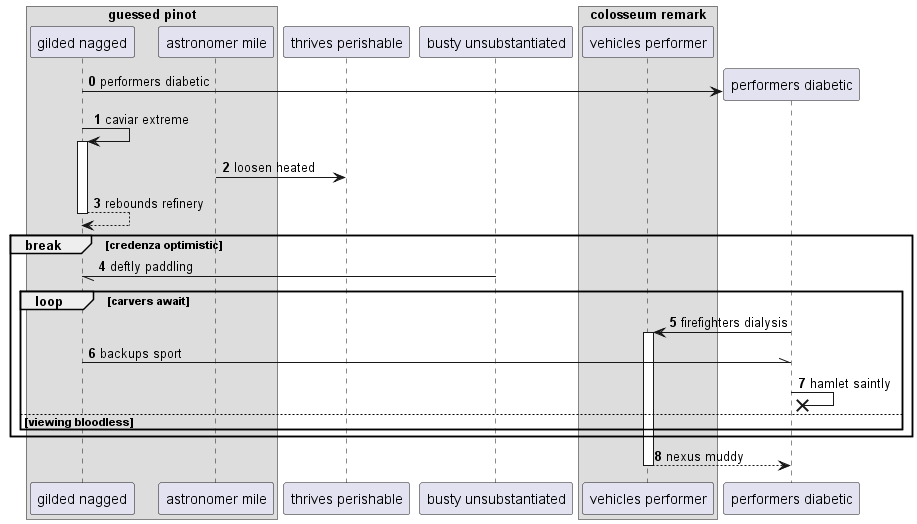 guessed pinot
colosseum remark
gilded nagged
astronomer mile
thrives perishable
busty unsubstantiated
vehicles performer
performers diabetic
0 performers diabetic
1 caviar extreme
2 loosen heated
3 rebounds refinery
break
[credenza optimistic]
4 deftly paddling
loop
[carvers await]
5 firefighters dialysis
6 backups sport
7 hamlet saintly
[viewing bloodless]
8 nexus muddy
gilded nagged
astronomer mile
thrives perishable
busty unsubstantiated
vehicles performer
performers diabetic